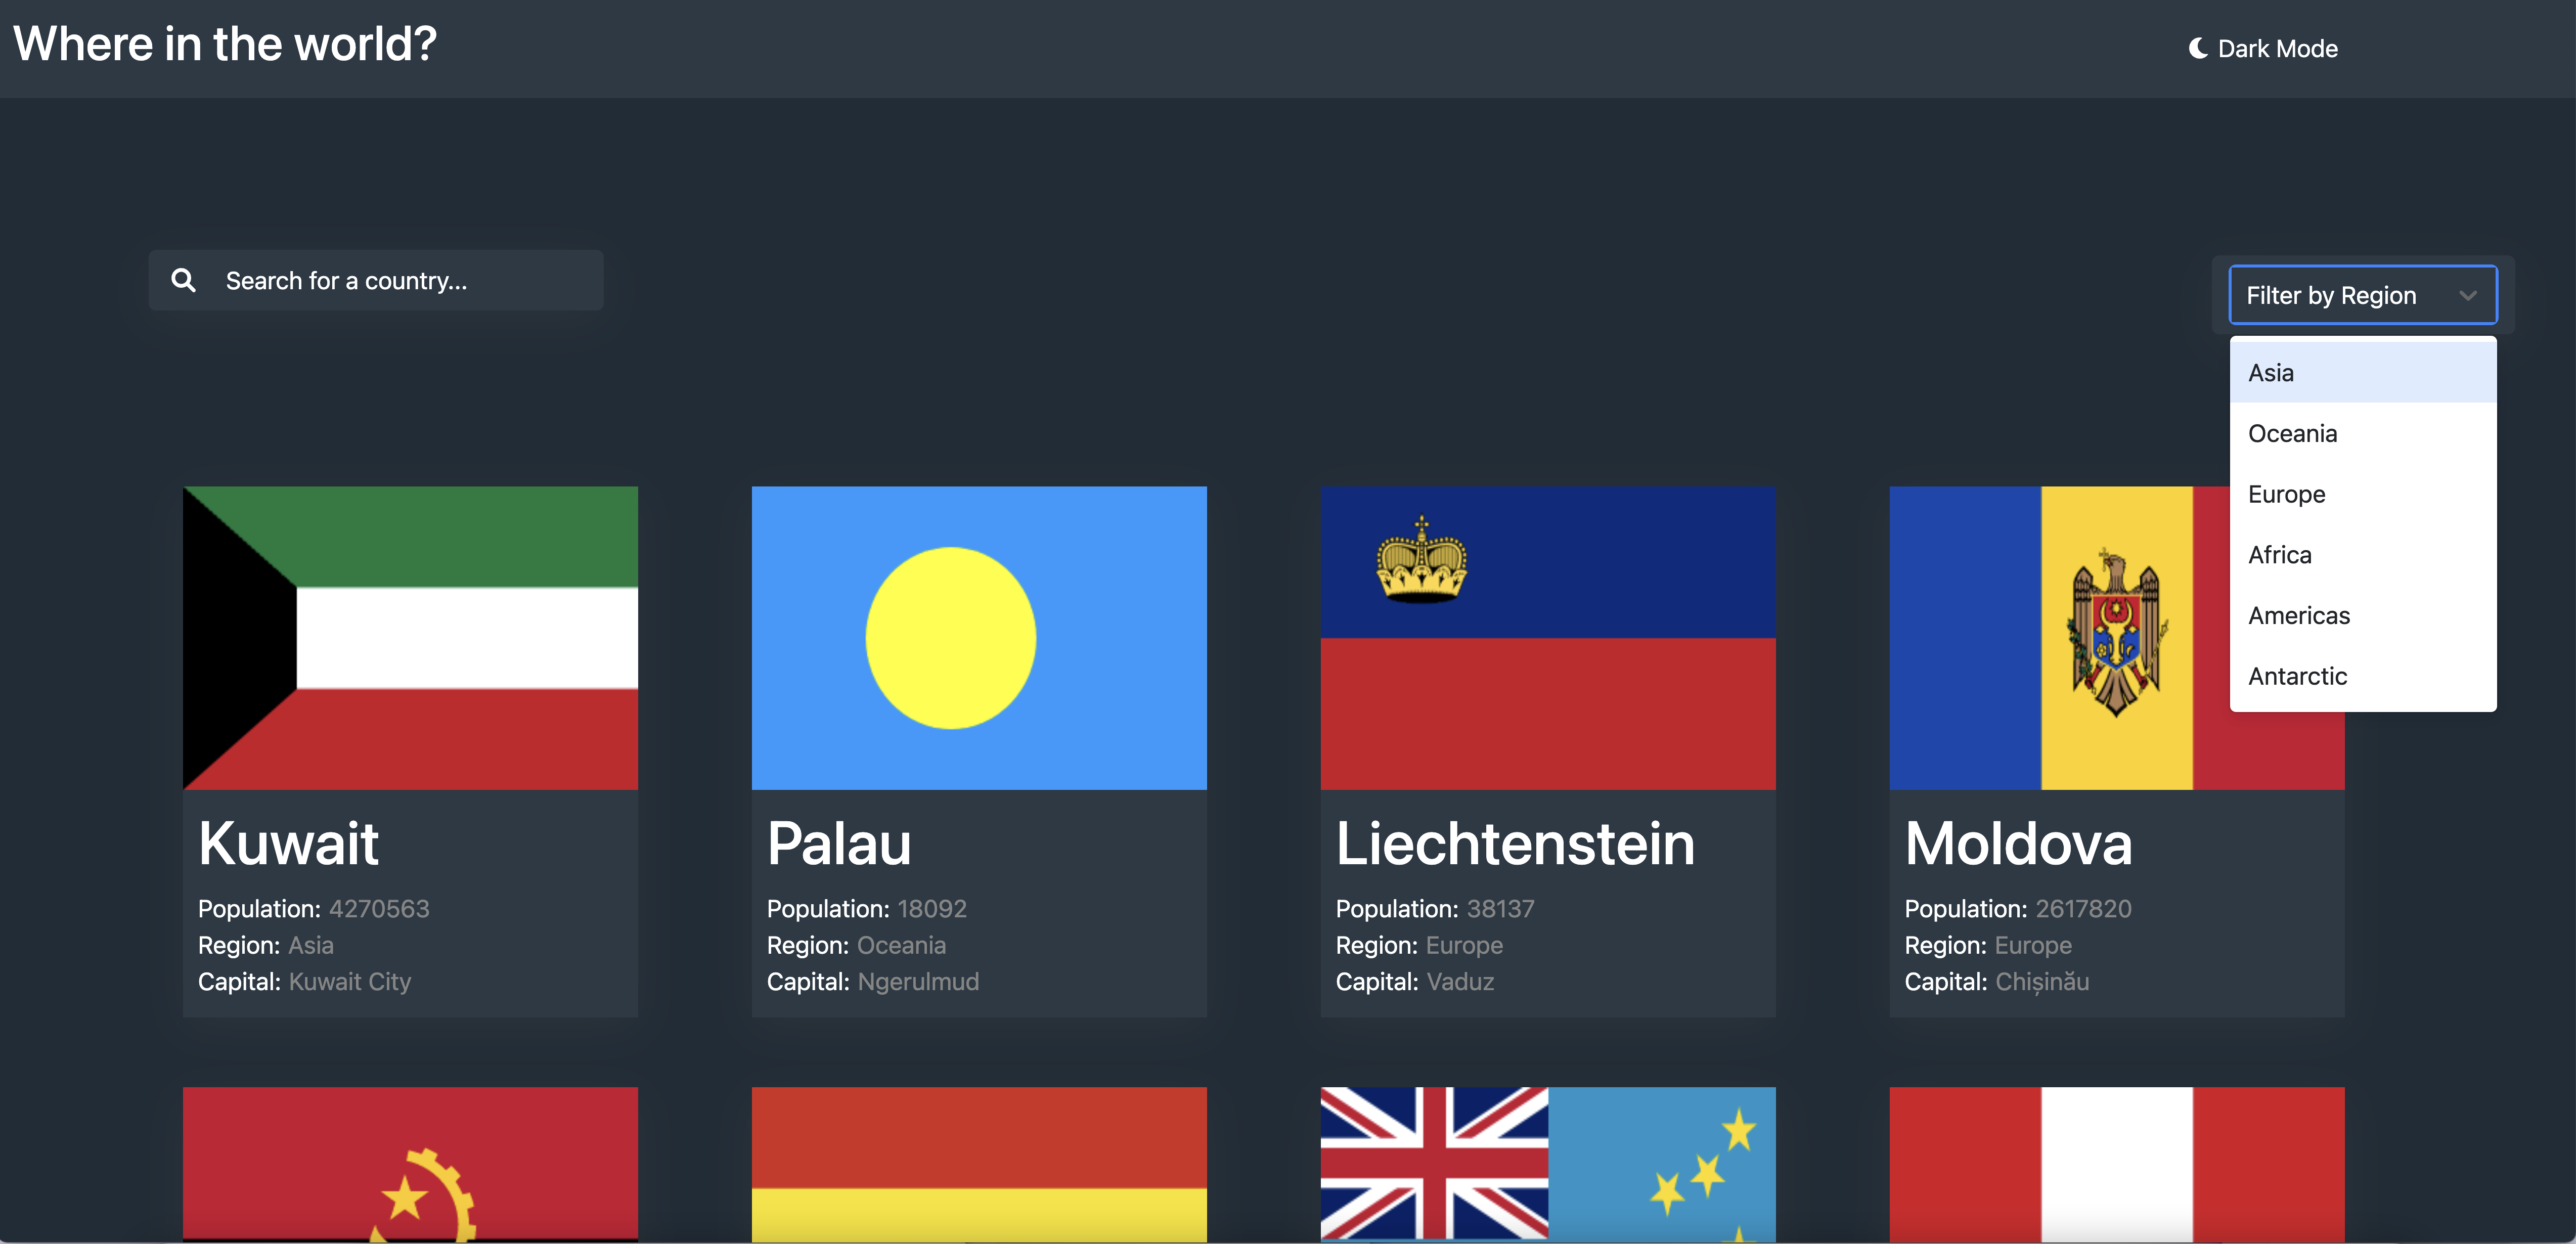 Where in the world?
Dark Mode
Search for a country...
Filter by Region
Asia
Oceania
Europe
Africa
Americas
Antarctic
Kuwait
Population: 4270563
Region: Asia
Capital: Kuwait City
Palau
Population: 18092
Region: Oceania
Capital: Ngerulmud
Liechtenstein
Population: 38137
Region: Europe
Capital: Vaduz
Moldova
Population: 2617820
Region: Europe
Capital: Chișinău